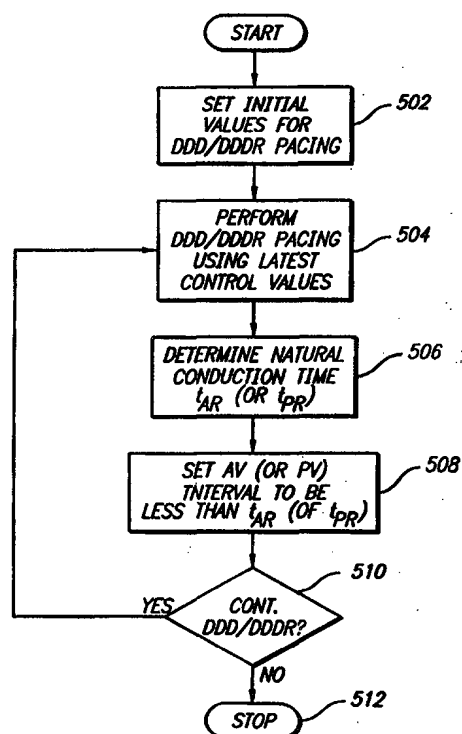 START
SET INITIAL
VALUES FOR
DDD/DDDR PACING
502
PERFORM
DDD/DDDR PACING
USING LATEST
CONTROL VALUES
504
DETERMINE NATURAL
CONDUCTION TIME
tAR (OR tPR)
506
SET AV (OR PV)
TNTERVAL TO BE
LESS THAN tAR (OF tPR)
508
CONT.
DDD/DDDR?
510
YES
NO
STOP
512